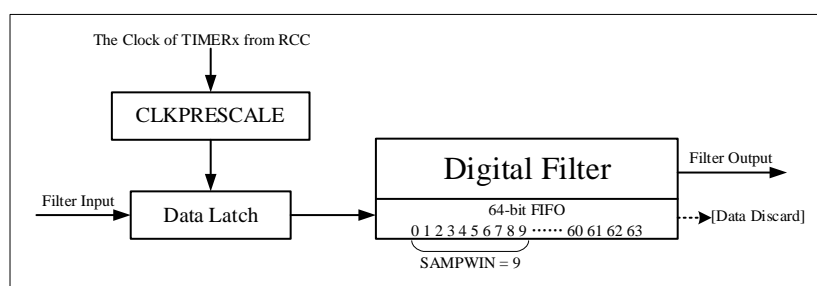 The Clock of TIMERx from RCC
CLKPRESCALE
Digital Filter
Filter Output
Filter Input
Data Latch
64-bit FIFO
0 1 2 3 4 5 6 7 8 9 ······ 60 61 62 63
[Data Discard]
SAMPWIN = 9